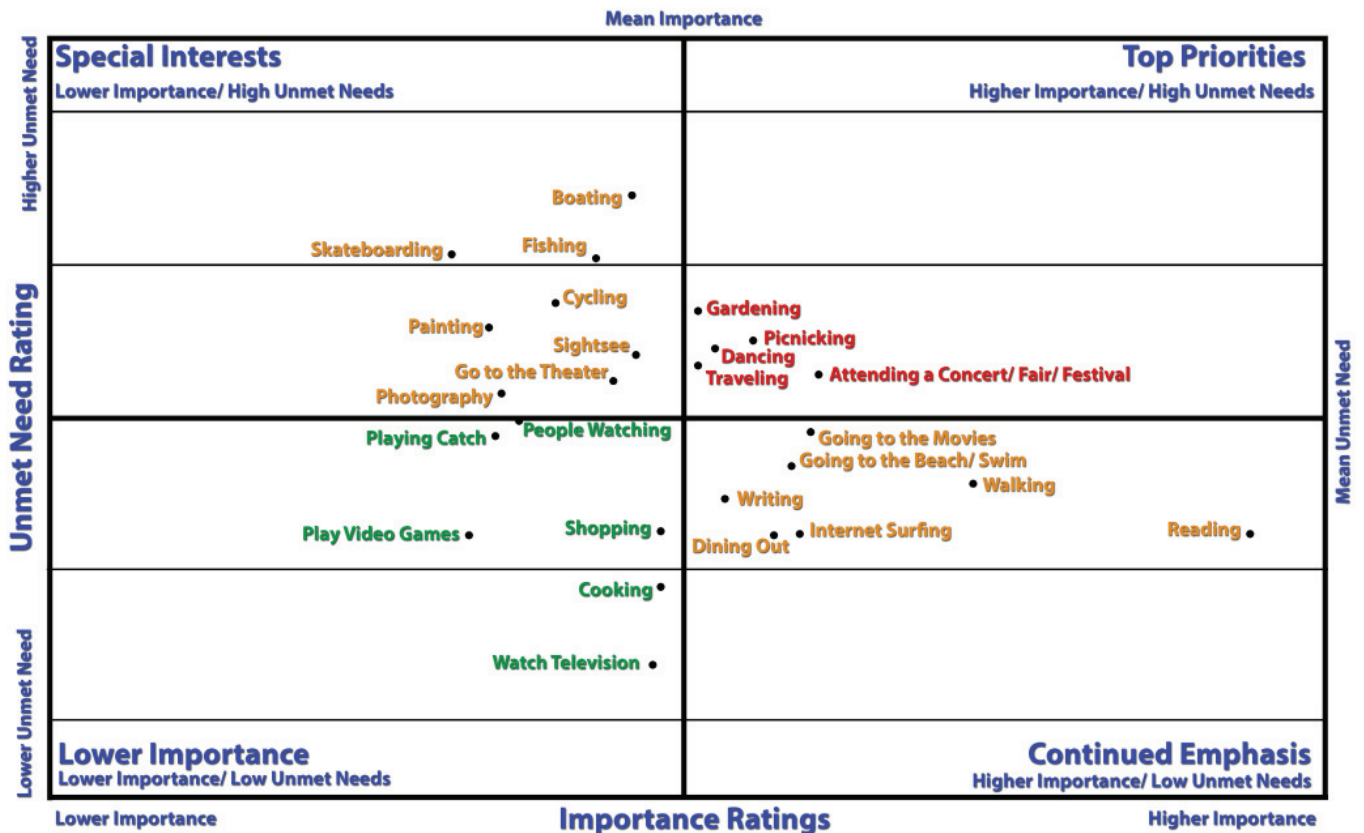 Mean Importance
Special Interests
Lower Importance/ High Unmet Needs
Top Priorities
Higher Importance/ High Unmet Needs
Higher Unmet Need
Boating
Skateboarding
Fishing
Cycling
Painting
Sightsee
Go to the Theater
Photography
Gardening
Picnicking
Dancing
Traveling
Attending a Concert/ Fair/ Festival
Unmet Need Rating
Mean Unmet Need
People Watching
Playing Catch
Play Video Games
Shopping
Cooking
Watch Television
Going to the Movies
Going to the Beach/ Swim
Walking
Writing
Internet Surfing
Dining Out
Reading
Lower Unmet Need
Lower Importance
Lower Importance/ Low Unmet Needs
Continued Emphasis
Higher Importance/ Low Unmet Needs
Lower Importance
Importance Ratings
Higher Importance